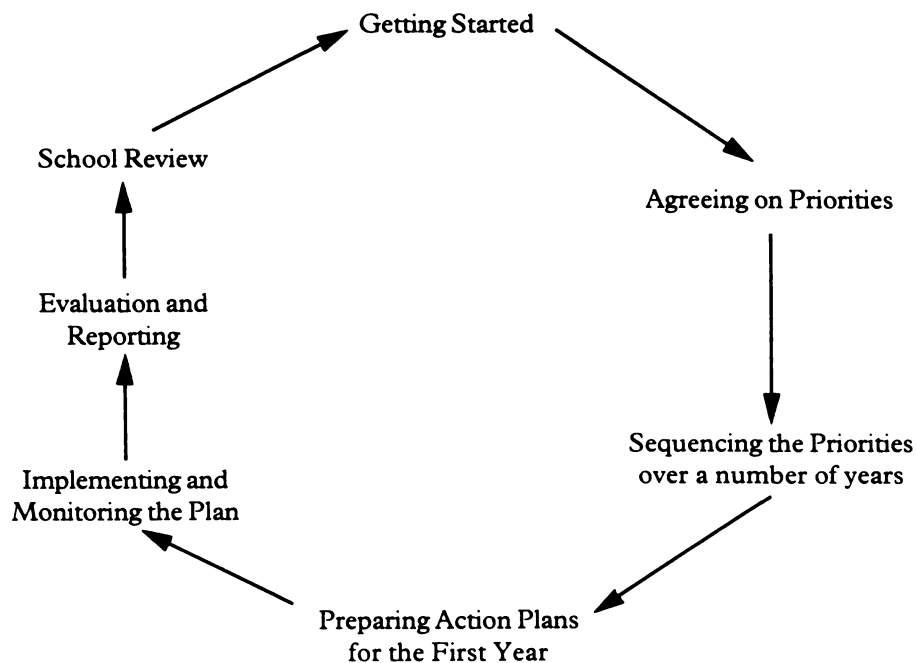 Getting Started
Agreeing on Priorities
Sequencing the Priorities
over a number of years
Preparing Action Plans
for the First Year
Implementing and
Monitoring the Plan
Evaluation and
Reporting
School Review